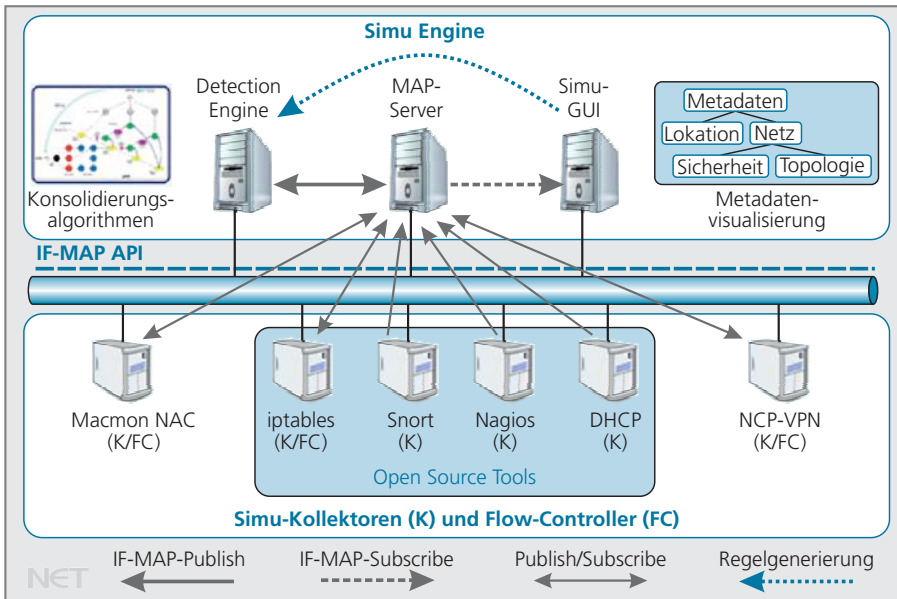 Simu Engine
Detection
Engine
MAP-
Server
Simu-
GUI
Metadaten
Lokation
Netz
Sicherheit
Topologie
Konsolidierungs-
algorithmen
Metadaten-
visualisierung
IF-MAP API
Macmon NAC
(K/FC)
iptables
(K/FC)
Snort
(K)
Nagios
(K)
DHCP
(K)
NCP-VPN
(K/FC)
Open Source Tools
Simu-Kollektoren (K) und Flow-Controller (FC)
IF-MAP-Publish
IF-MAP-Subscribe
Publish/Subscribe
Regelgenerierung
NET